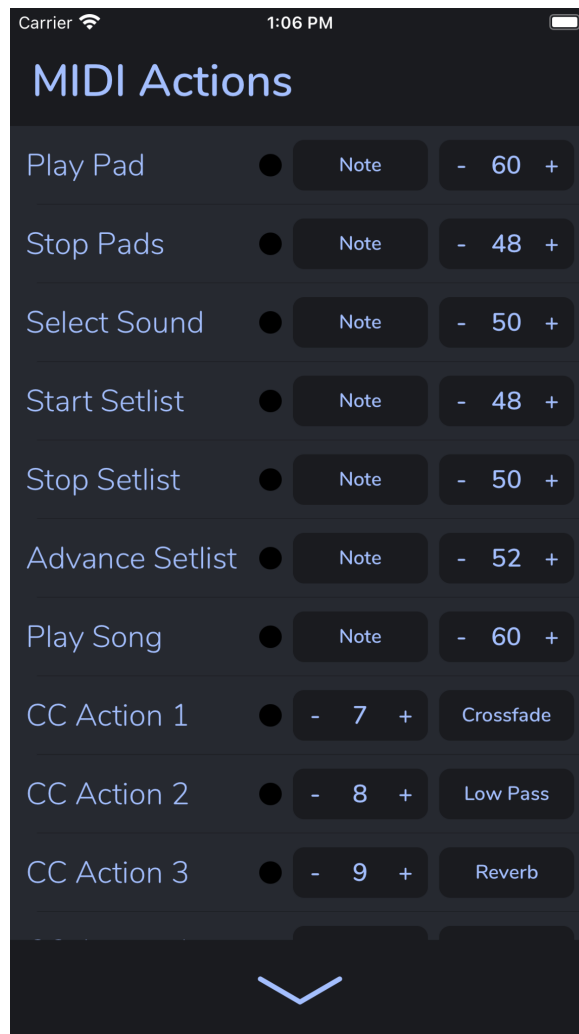 Carrier 1:06 PM
MIDI Actions
Play Pad Note - 60 +
Stop Pads Note - 48 +
Select Sound Note - 50 +
Start Setlist Note - 48 +
Stop Setlist Note - 50 +
Advance Setlist Note - 52 +
Play Song Note - 60 +
CC Action 1 - 7 + Crossfade
CC Action 2 - 8 + Low Pass
CC Action 3 - 9 + Reverb